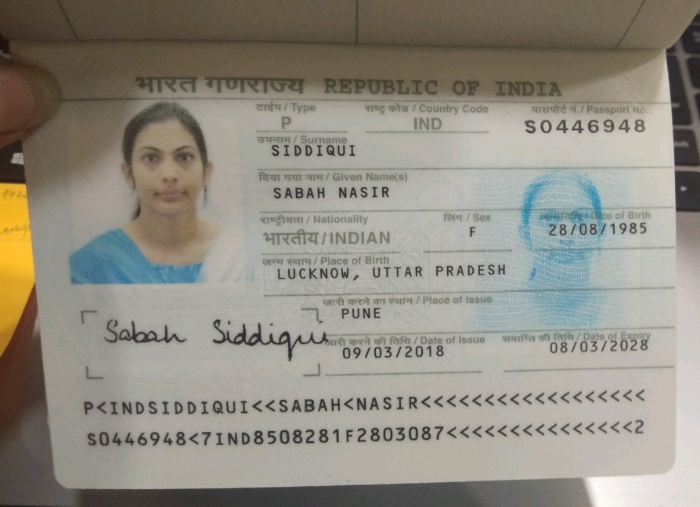 भारत गणराज्य REPUBLIC OF INDIA
टाईप / Type राष्ट्र कोड / Country Code पासपोर्ट नं. / Passport No.
P IND S0446948
उपनाम / Surname
SIDDIQUI
दिया गया नाम / Given Name(s)
SABAH NASIR
राष्ट्रीयता / Nationality लिंग / Sex जन्मतिथि / Date of Birth
भारतीय / INDIAN F 28/08/1985
जन्म स्थान / Place of Birth
LUCKNOW, UTTAR PRADESH
जारी करने का स्थान / Place of Issue
PUNE
Sabah Siddiqui
जारी करने की तिथि / Date of Issue समाप्ति की तिथि / Date of Expiry
09/03/2018 08/03/2028
P<INDSIDDIQUI<<SABAH<NASIR<<<<<<<<<<<<<<<<<<
S0446948<7IND8508281F2803087<<<<<<<<<<<<<<<2